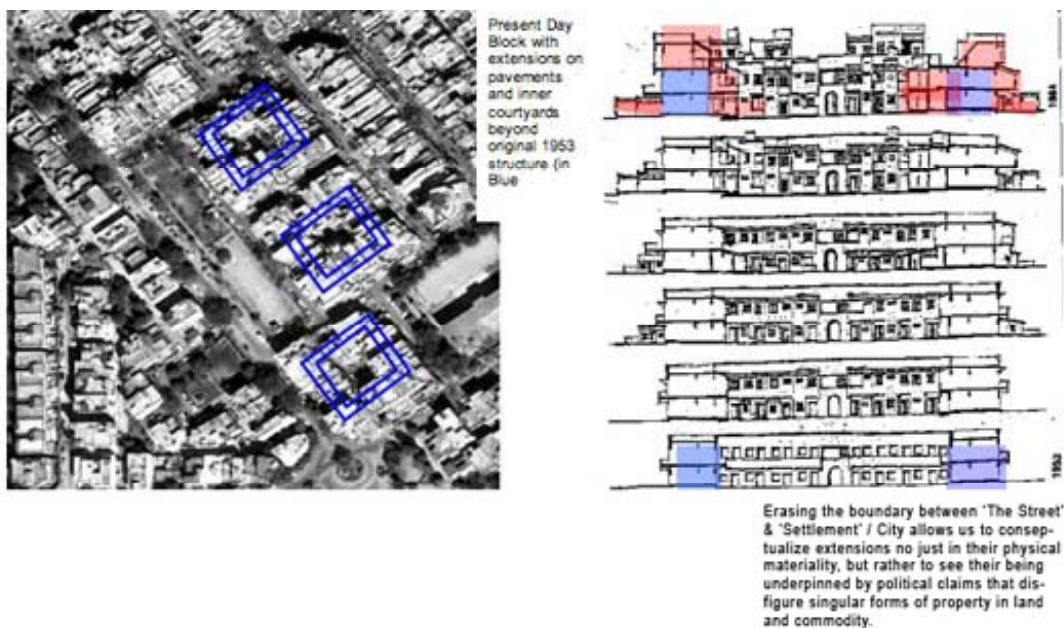 Present Day
Block with
extensions on
pavements
and inner
courtyards
beyond
original 1953
structure (in
Blue
1953
Erasing the boundary between 'The Street'
& 'Settlement' / City allows us to consep-
tualize extensions no just in their physical
materiality, but rather to see their being
underpinned by political claims that dis-
figure singular forms of property in land
and commodity.